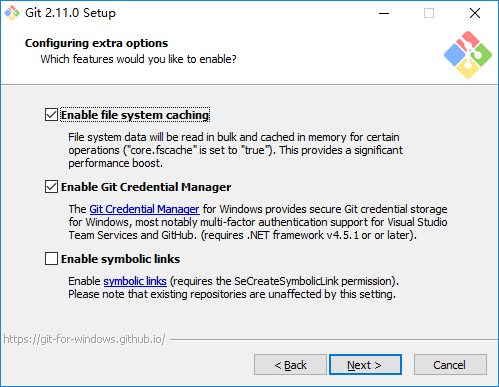 Git 2.11.0 Setup
Configuring extra options
Which features would you like to enable?
Enable file system caching
File system data will be read in bulk and cached in memory for certain
operations ("core.fscache" is set to "true"). This provides a significant
performance boost.
Enable Git Credential Manager
The Git Credential Manager for Windows provides secure Git credential storage
for Windows, most notably multi-factor authentication support for Visual Studio
Team Services and GitHub. (requires .NET framework v4.5.1 or or later).
Enable symbolic links
Enable symbolic links (requires the SeCreateSymbolicLink permission).
Please note that existing repositories are unaffected by this setting.
https://git-for-windows.github.io/
< Back
Next >
Cancel